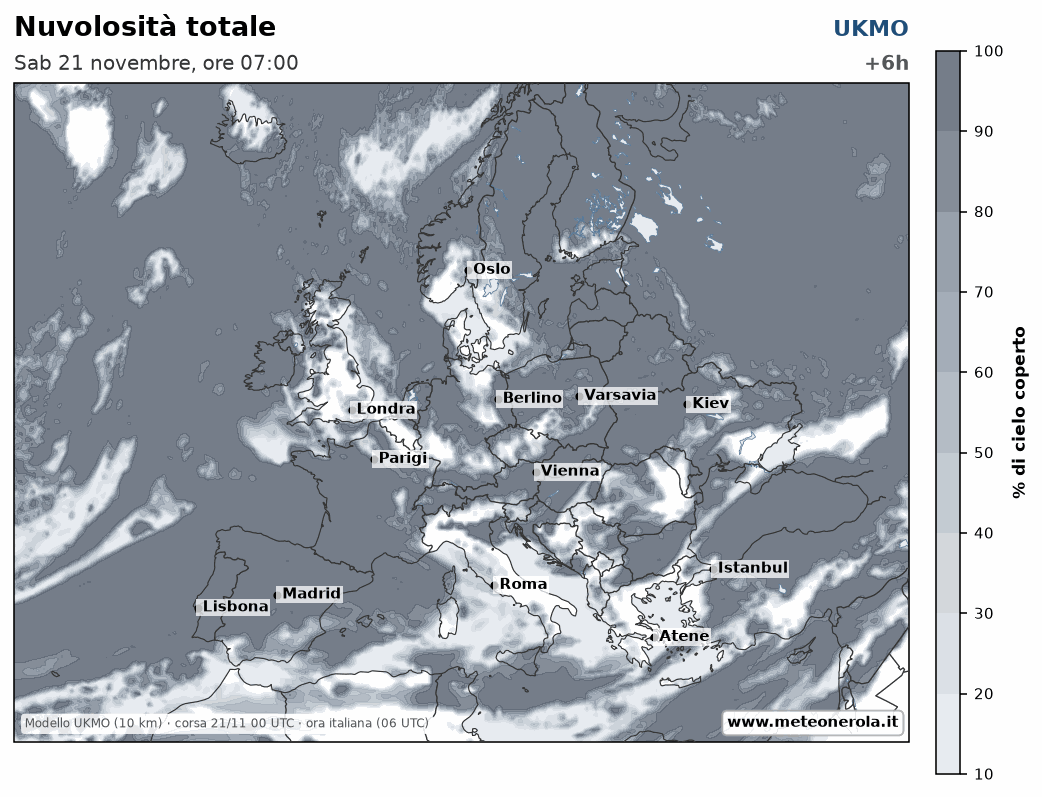 Nuvolosità totale
UKMO
Sab 21 novembre, ore 07:00
+6h
100
90
80
70
60
50
40
30
20
10
% di cielo coperto
Oslo
Londra
Berlino
Varsavia
Kiev
Parigi
Vienna
Istanbul
Roma
Madrid
Lisbona
Atene
Modello UKMO (10 km) · corsa 21/11 00 UTC · ora italiana (06 UTC)
www.meteonerola.it